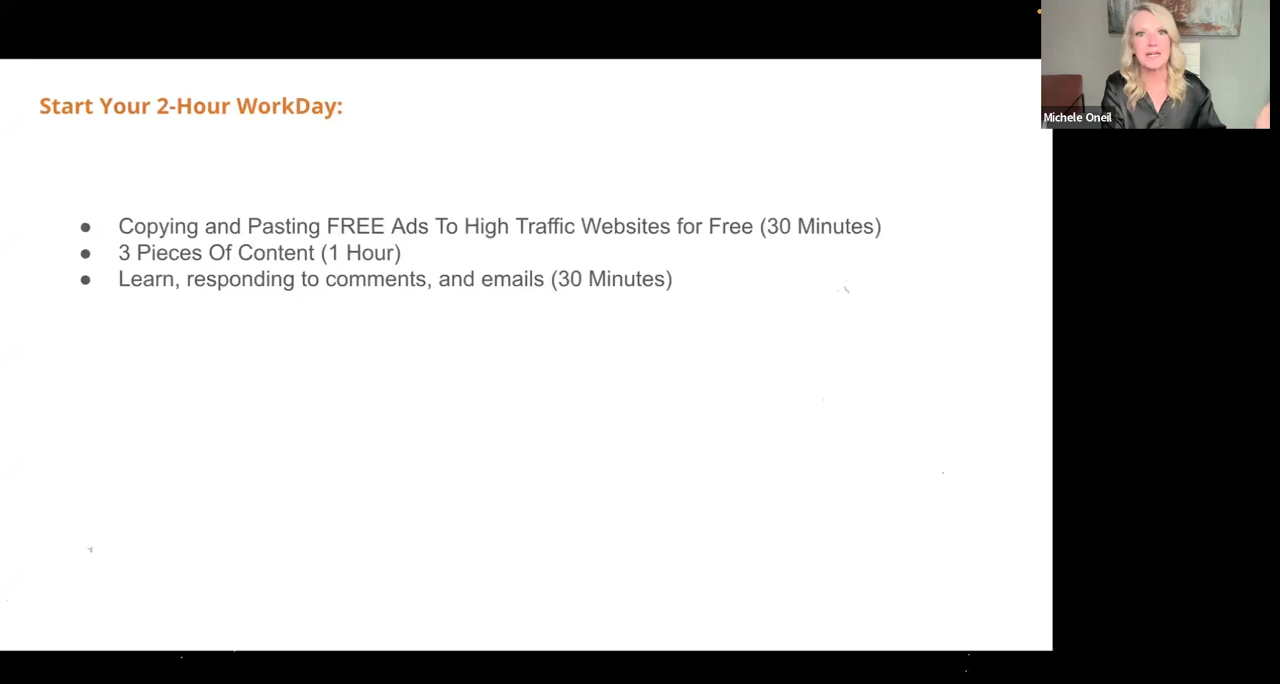 Start Your 2-Hour WorkDay:
Michele Oneil
● Copying and Pasting FREE Ads To High Traffic Websites for Free (30 Minutes)
● 3 Pieces Of Content (1 Hour)
● Learn, responding to comments, and emails (30 Minutes)